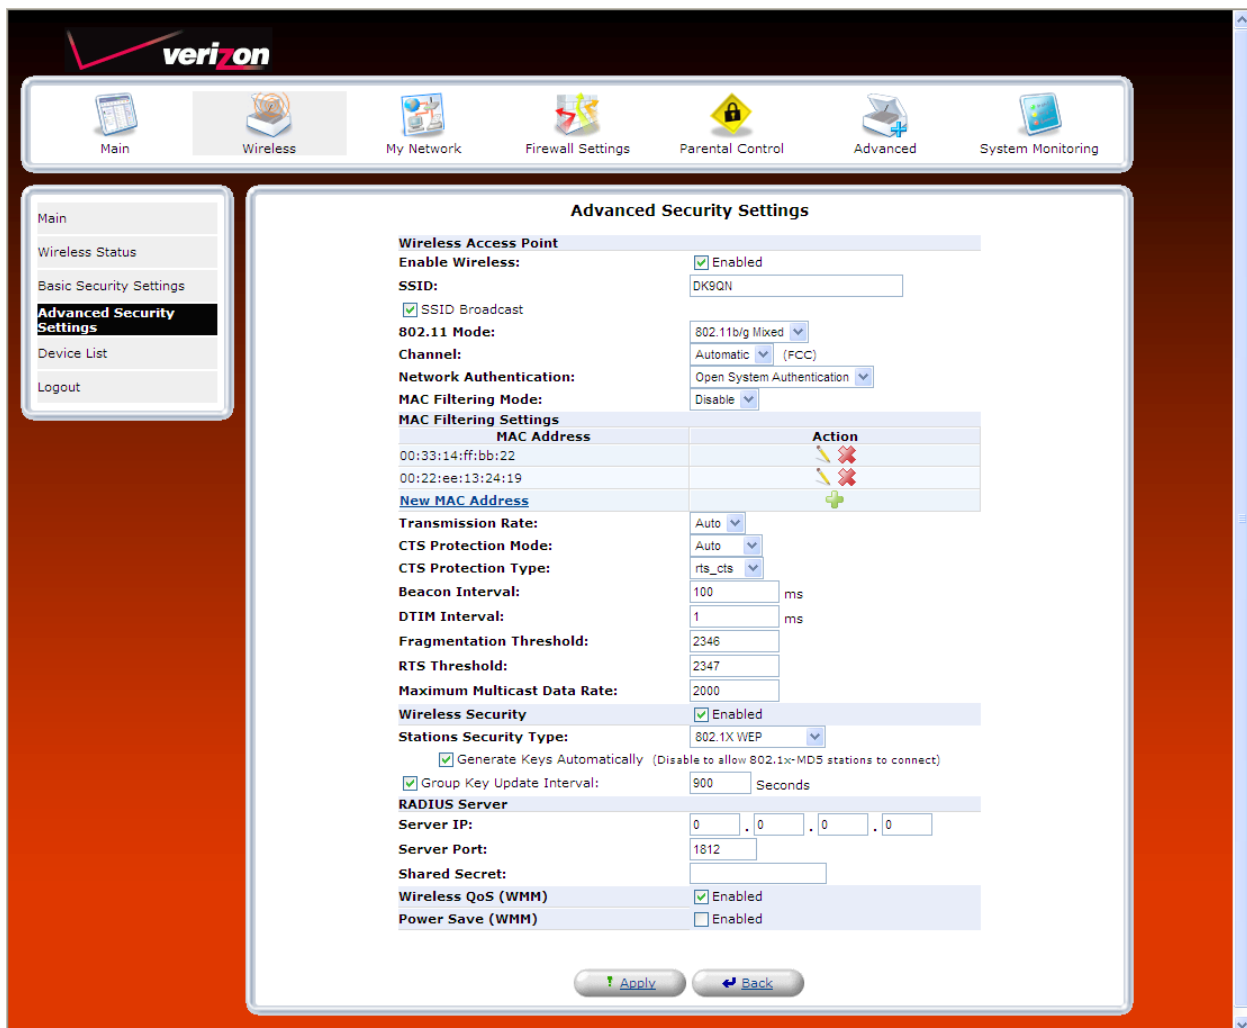 verizon
Main Wireless My Network Firewall Settings Parental Control Advanced System Monitoring
Main
Wireless Status
Basic Security Settings
Advanced Security
Settings
Device List
Logout
Advanced Security Settings
Wireless Access Point
Enable Wireless: Enabled
SSID: DK9QN
SSID Broadcast
802.11 Mode: 802.11b/g Mixed
Channel: Automatic (FCC)
Network Authentication: Open System Authentication
MAC Filtering Mode: Disable
MAC Filtering Settings
MAC Address Action
00:33:14:ff:bb:22
00:22:ee:13:24:19
New MAC Address
Transmission Rate: Auto
CTS Protection Mode: Auto
CTS Protection Type: rts_cts
Beacon Interval: 100 ms
DTIM Interval: 1 ms
Fragmentation Threshold: 2346
RTS Threshold: 2347
Maximum Multicast Data Rate: 2000
Wireless Security Enabled
Stations Security Type: 802.1X WEP
Generate Keys Automatically (Disable to allow 802.1x-MD5 stations to connect)
Group Key Update Interval: 900 Seconds
RADIUS Server
Server IP: 0 . 0 . 0 . 0
Server Port: 1812
Shared Secret:
Wireless QoS (WMM) Enabled
Power Save (WMM) Enabled
Apply Back